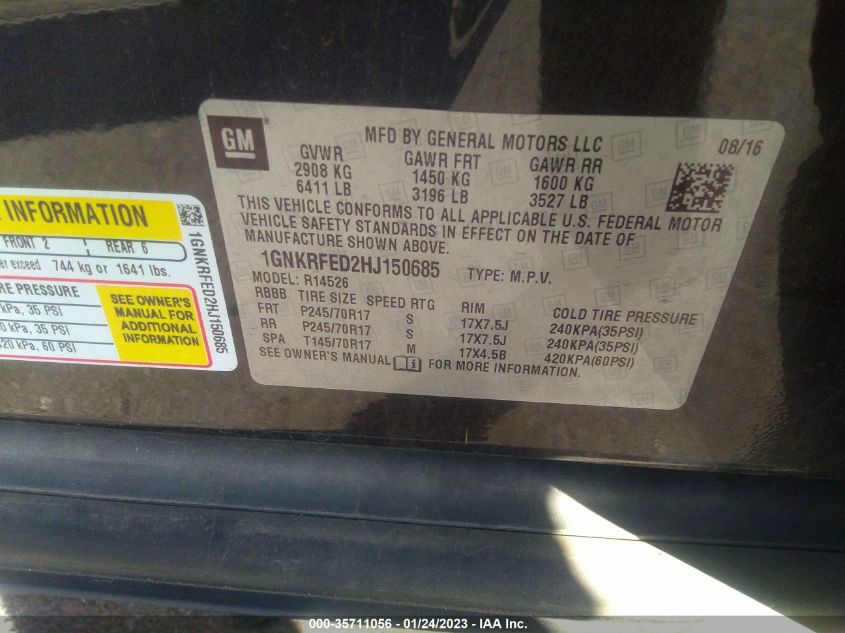 GM ®
MFD BY GENERAL MOTORS LLC 08/16
GVWR GAWR FRT GAWR RR
2908 KG 1450 KG 1600 KG
6411 LB 3196 LB 3527 LB
THIS VEHICLE CONFORMS TO ALL APPLICABLE U.S. FEDERAL MOTOR
VEHICLE SAFETY STANDARDS IN EFFECT ON THE DATE OF
MANUFACTURE SHOWN ABOVE.
1GNKRFED2HJ150685 TYPE: M.P.V.
MODEL: R14526
RBBB TIRE SIZE SPEED RTG RIM COLD TIRE PRESSURE
FRT P245/70R17 S 17X7.5J 240KPA(35PSI)
RR P245/70R17 S 17X7.5J 240KPA(35PSI)
SPA T145/70R17 M 17X4.5B 420KPA(60PSI)
SEE OWNER'S MANUAL FOR MORE INFORMATION.
INFORMATION
FRONT 2 REAR 6
exceed 744 kg or 1641 lbs.
PRESSURE
kPa, 35 PSI
kPa, 35 PSI
kPa, 60 PSI
SEE OWNER'S
MANUAL FOR
ADDITIONAL
INFORMATION
1GNKRFED2HJ150685
000-35711056 - 01/24/2023 - IAA Inc.